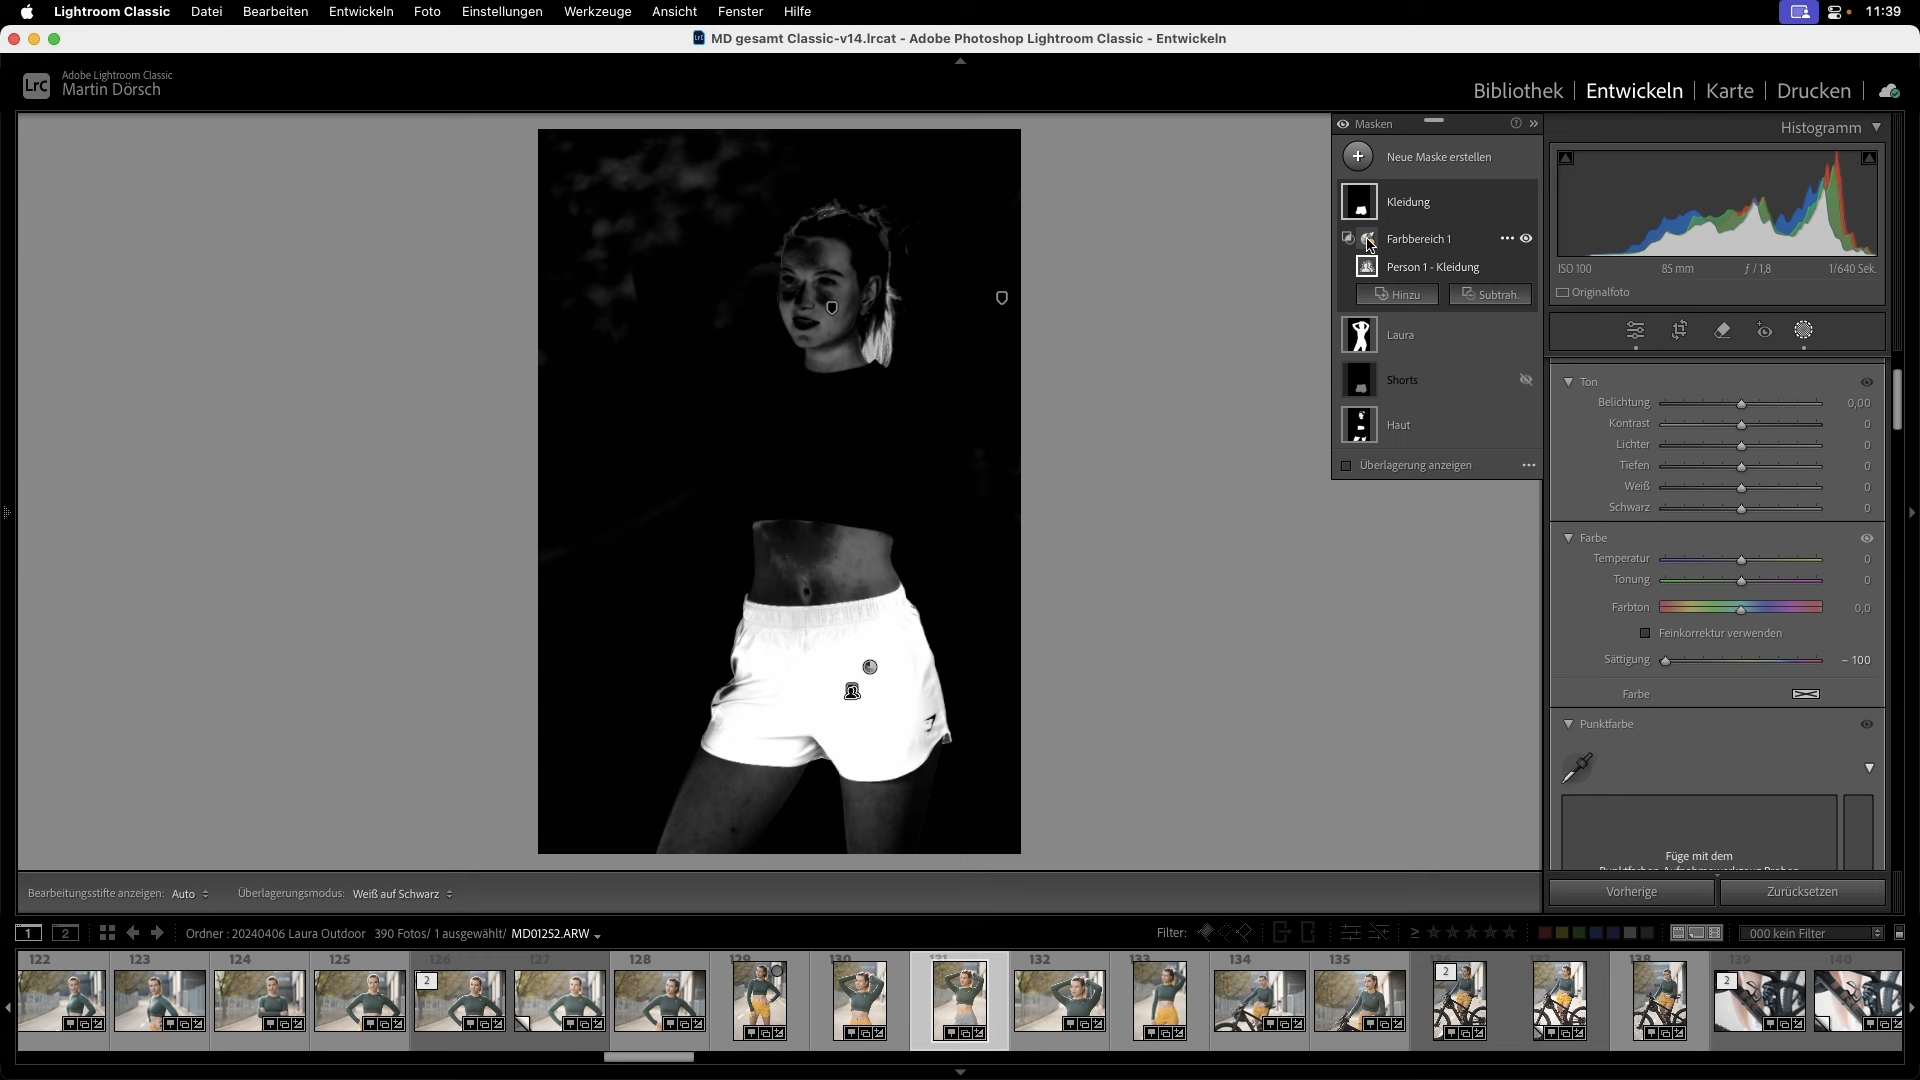 Lightroom Classic Datei Bearbeiten Entwickeln Foto Einstellungen Werkzeuge Ansicht Fenster Hilfe 11:39
MD gesamt Classic-v14.lrcat - Adobe Photoshop Lightroom Classic - Entwickeln
LrC Adobe Lightroom Classic
Martin Dörsch
Bibliothek | Entwickeln | Karte | Drucken
Masken
Neue Maske erstellen
Kleidung
Farbbereich 1
Person 1 - Kleidung
Hinzu Subtrah.
Laura
Shorts
Haut
Überlagerung anzeigen
Histogramm
ISO 100 85 mm ƒ / 1,8 1/640 Sek.
Originalfoto
Ton
Belichtung 0,00
Kontrast 0
Lichter 0
Tiefen 0
Weiß 0
Schwarz 0
Farbe
Temperatur 0
Tonung 0
Farbton 0,0
Feinkorrektur verwenden
Sättigung – 100
Farbe
Punktfarbe
Füge mit dem
Vorherige Zurücksetzen
Bearbeitungsstifte anzeigen: Auto Überlagerungsmodus: Weiß auf Schwarz
1 2 Ordner : 20240406 Laura Outdoor 390 Fotos/ 1 ausgewählt/ MD01252.ARW Filter: 000 kein Filter
122 123 124 125 126 127 128 129 130 131 132 133 134 135 136 137 138 139 140
2 2 2